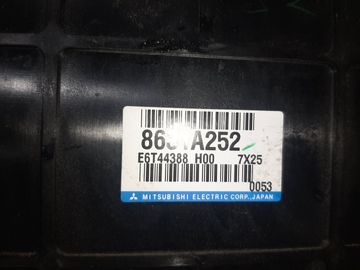 E6T44388 H00 7X25
0053
MITSUBISHI ELECTRIC CORP., JAPAN